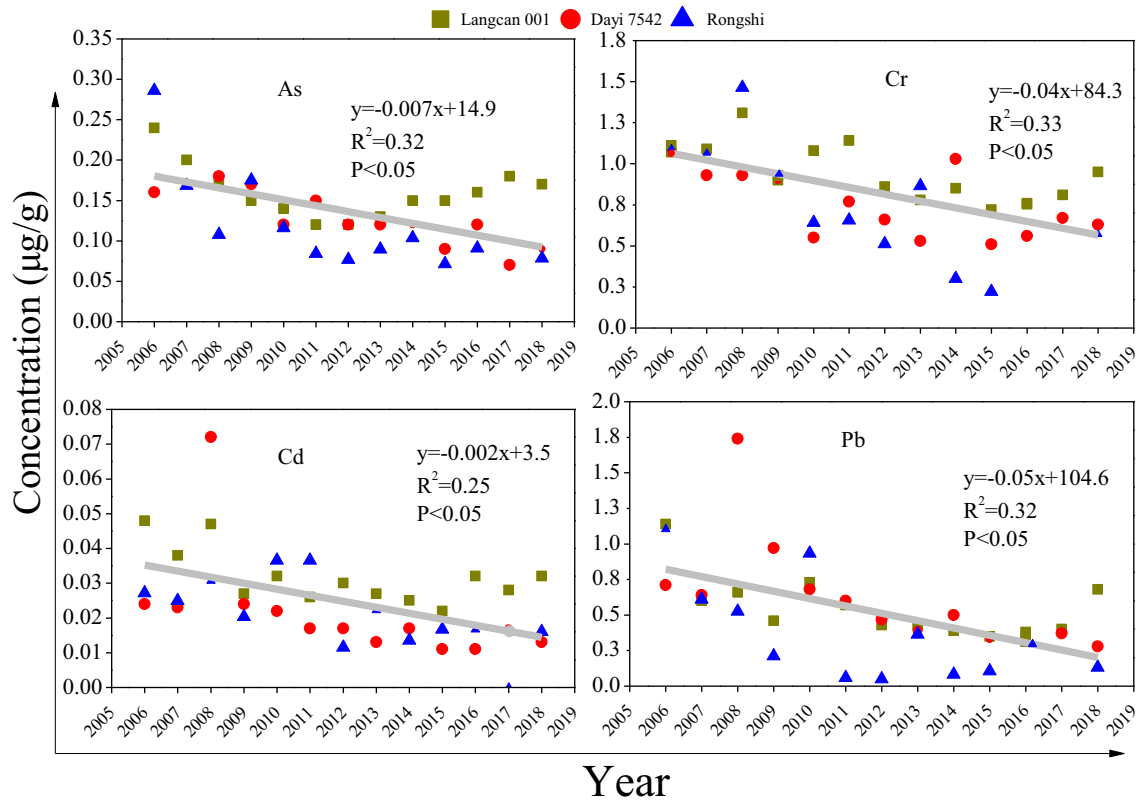 Langcan 001 Dayi 7542 Rongshi
Concentration (µg/g)
0.35
0.30
0.25
0.20
0.15
0.10
0.05
0.00
As
y=-0.007x+14.9
R²=0.32
P<0.05
2005 2006 2007 2008 2009 2010 2011 2012 2013 2014 2015 2016 2017 2018 2019
1.8
1.5
1.3
1.0
0.8
0.5
0.3
0.0
Cr
y=-0.04x+84.3
R²=0.33
P<0.05
2005 2006 2007 2008 2009 2010 2011 2012 2013 2014 2015 2016 2017 2018 2019
0.08
0.07
0.06
0.05
0.04
0.03
0.02
0.01
0.00
Cd
y=-0.002x+3.5
R²=0.25
P<0.05
2005 2006 2007 2008 2009 2010 2011 2012 2013 2014 2015 2016 2017 2018 2019
2.0
1.8
1.5
1.3
1.0
0.8
0.5
0.3
0.0
Pb
y=-0.05x+104.6
R²=0.32
P<0.05
2005 2006 2007 2008 2009 2010 2011 2012 2013 2014 2015 2016 2017 2018 2019
Year